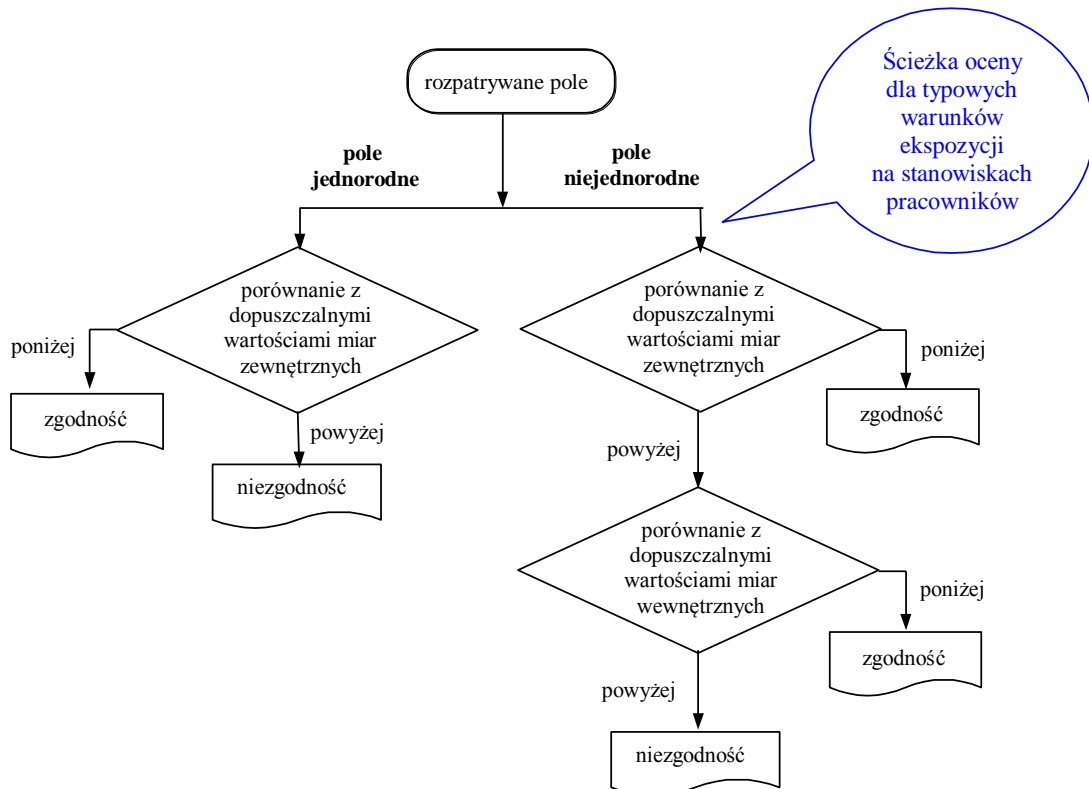 rozpatrywane pole
Ścieżka oceny
dla typowych
warunków
ekspozycji
na stanowiskach
pracowników
pole
jednorodne
pole
niejednorodne
porównanie z
dopuszczalnymi
wartościami miar
zewnętrznych
poniżej
zgodność
powyżej
niezgodność
porównanie z
dopuszczalnymi
wartościami miar
zewnętrznych
poniżej
zgodność
powyżej
porównanie z
dopuszczalnymi
wartościami miar
wewnętrznych
poniżej
zgodność
powyżej
niezgodność